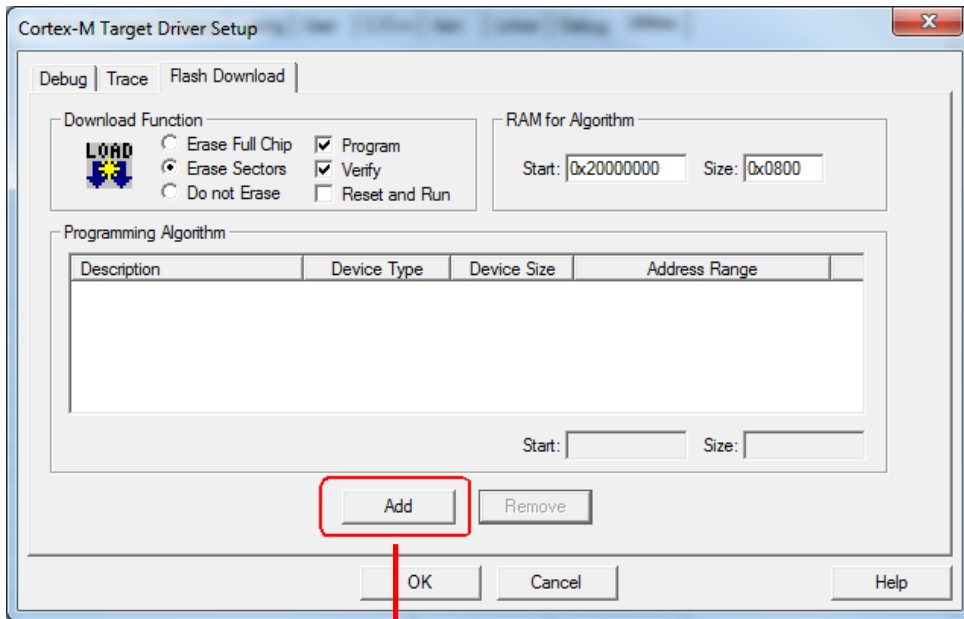 Cortex-M Target Driver Setup
Debug Trace Flash Download
Download Function
LOAD
Erase Full Chip
Erase Sectors
Do not Erase
Program
Verify
Reset and Run
RAM for Algorithm
Start: 0x20000000 Size: 0x0800
Programming Algorithm
Description Device Type Device Size Address Range
Start: Size:
Add Remove
OK Cancel Help